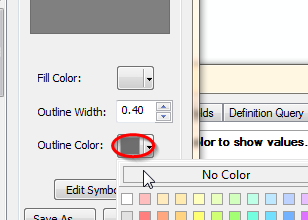 Fill Color:
Outline Width: 0.40
lds Definition Query
Outline Color:
lor to show values.
No Color
Edit Symbo
Save As